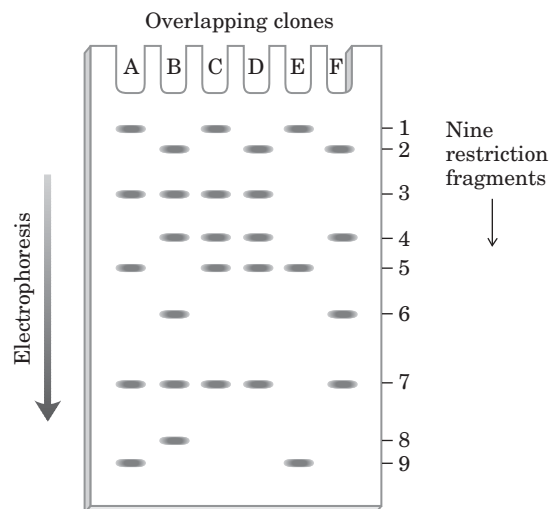 Overlapping clones
A B C D E F
1
2
3
4
5
6
7
8
9
Nine
restriction
fragments
Electrophoresis